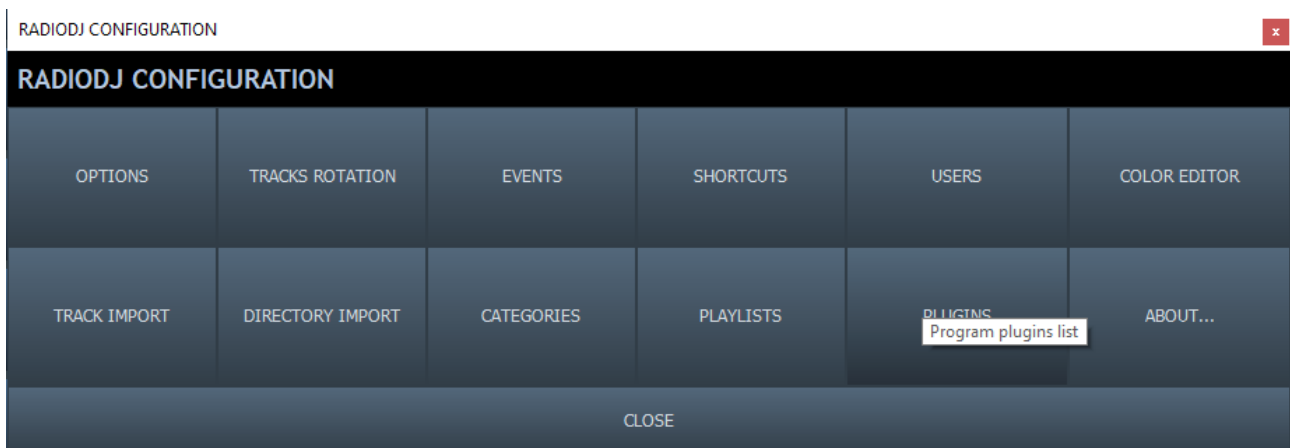 RADIODJ CONFIGURATION
x
RADIODJ CONFIGURATION
OPTIONS TRACKS ROTATION EVENTS SHORTCUTS USERS COLOR EDITOR
TRACK IMPORT DIRECTORY IMPORT CATEGORIES PLAYLISTS PLUGINS ABOUT...
Program plugins list
CLOSE